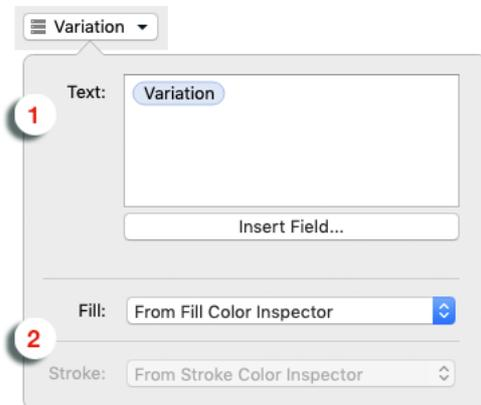 Variation
Text:
Variation
1
Insert Field...
Fill:
From Fill Color Inspector
2
Stroke:
From Stroke Color Inspector